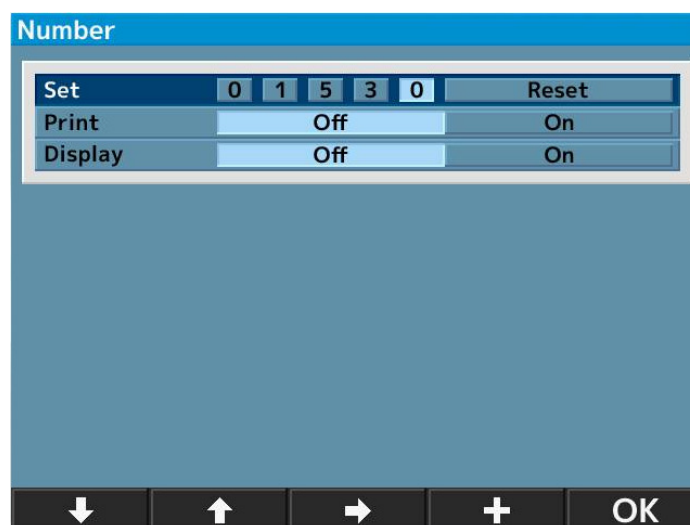 Number
Set 0 1 5 3 0 Reset
Print Off On
Display Off On
OK